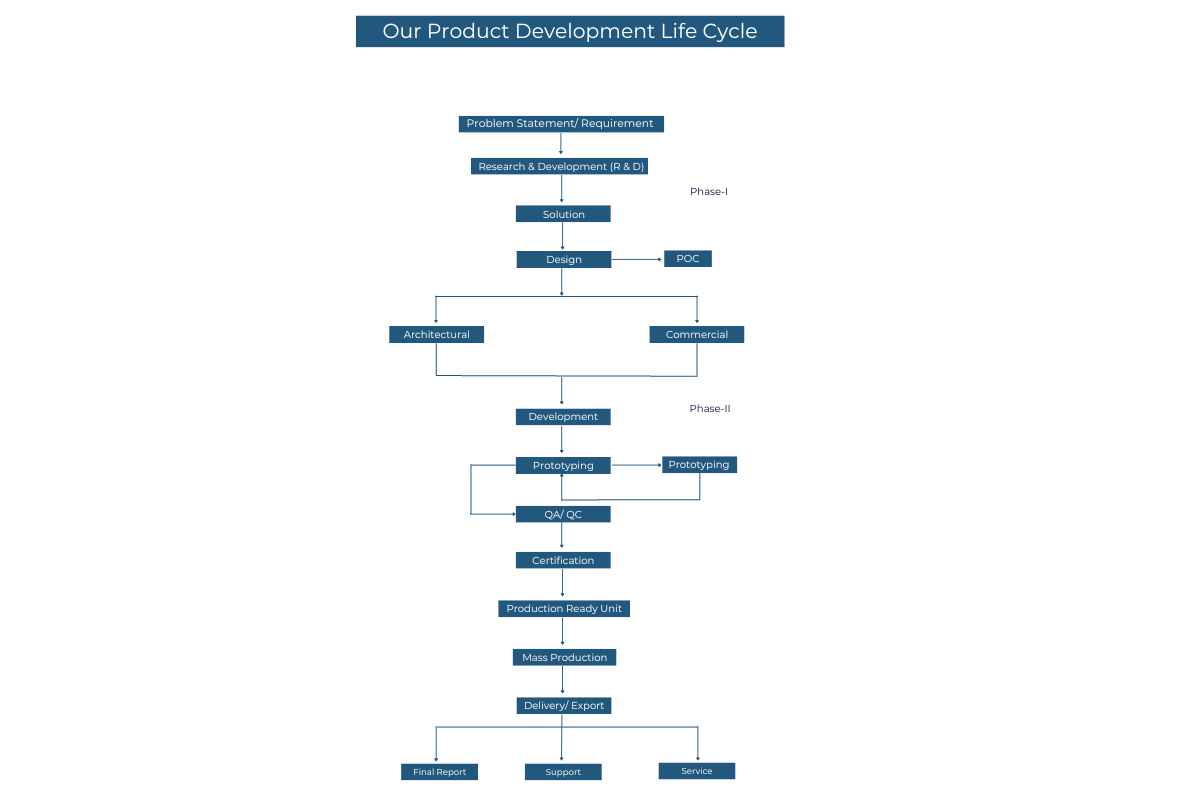 Our Product Development Life Cycle
Problem Statement/ Requirement
Research & Development (R & D)
Phase-I
Solution
Design
POC
Architectural
Commercial
Development
Phase-II
Prototyping
Prototyping
QA/ QC
Certification
Production Ready Unit
Mass Production
Delivery/ Export
Final Report
Support
Service